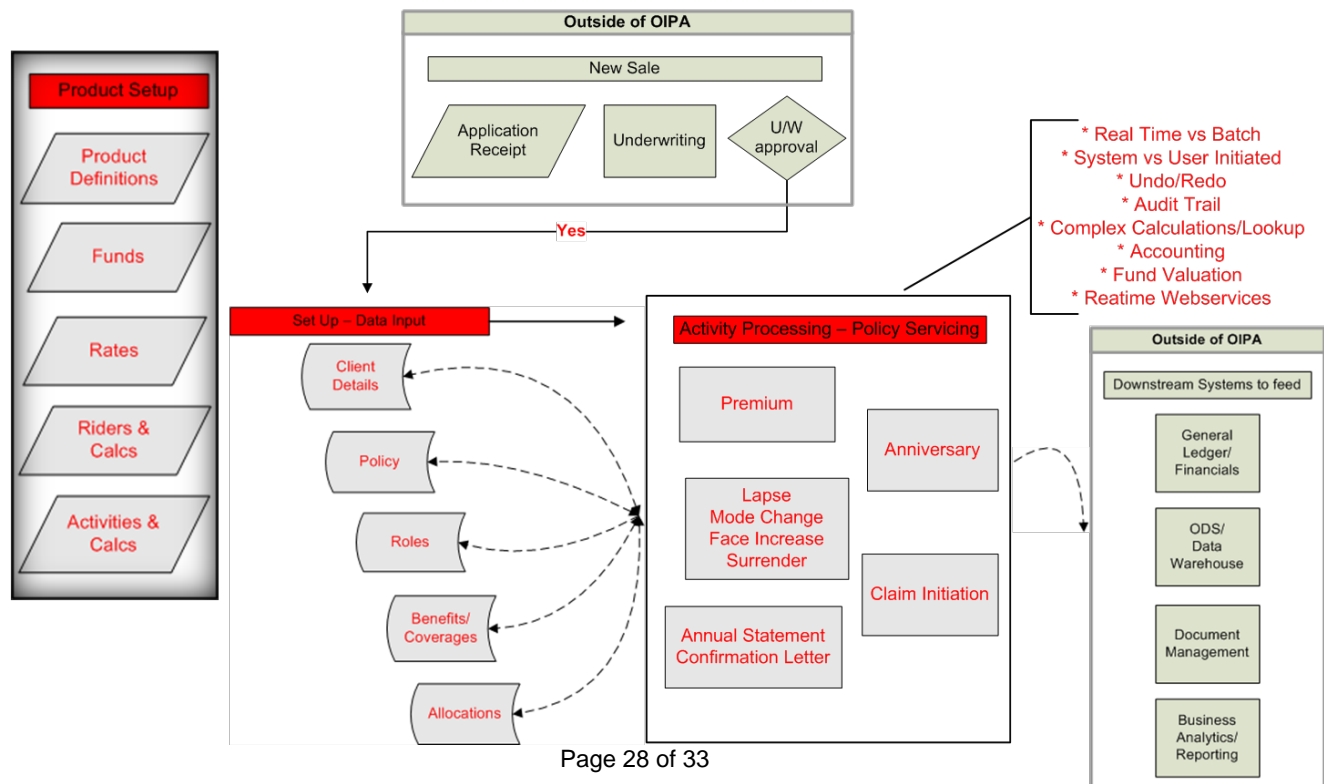 Outside of OIPA
New Sale
Application
Receipt
Underwriting
U/W
approval
Yes
Product Setup
Product
Definitions
Funds
Rates
Riders &
Calcs
Activities &
Calcs
* Real Time vs Batch
* System vs User Initiated
* Undo/Redo
* Audit Trail
* Complex Calculations/Lookup
* Accounting
* Fund Valuation
* Reatime Webservices
Set Up – Data Input
Client
Details
Policy
Roles
Benefits/
Coverages
Allocations
Activity Processing – Policy Servicing
Premium
Anniversary
Lapse
Mode Change
Face Increase
Surrender
Claim Initiation
Annual Statement
Confirmation Letter
Outside of OIPA
Downstream Systems to feed
General
Ledger/
Financials
ODS/
Data
Warehouse
Document
Management
Business
Analytics/
Reporting
Page 28 of 33